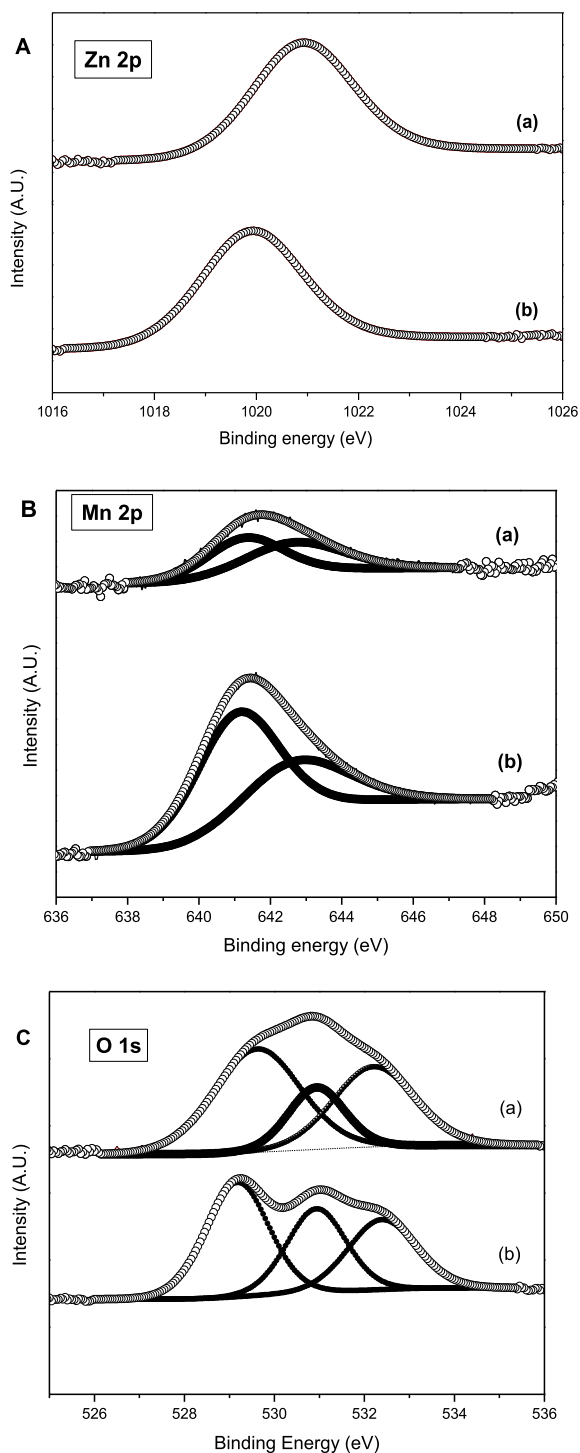 A
Zn 2p
(a)
(b)
Intensity (A.U.)
1016 1018 1020 1022 1024 1026
Binding energy (eV)
B
Mn 2p
(a)
(b)
Intensity (A.U.)
636 638 640 642 644 646 648 650
Binding energy (eV)
C
O 1s
(a)
(b)
Intensity (A.U.)
526 528 530 532 534 536
Binding Energy (eV)